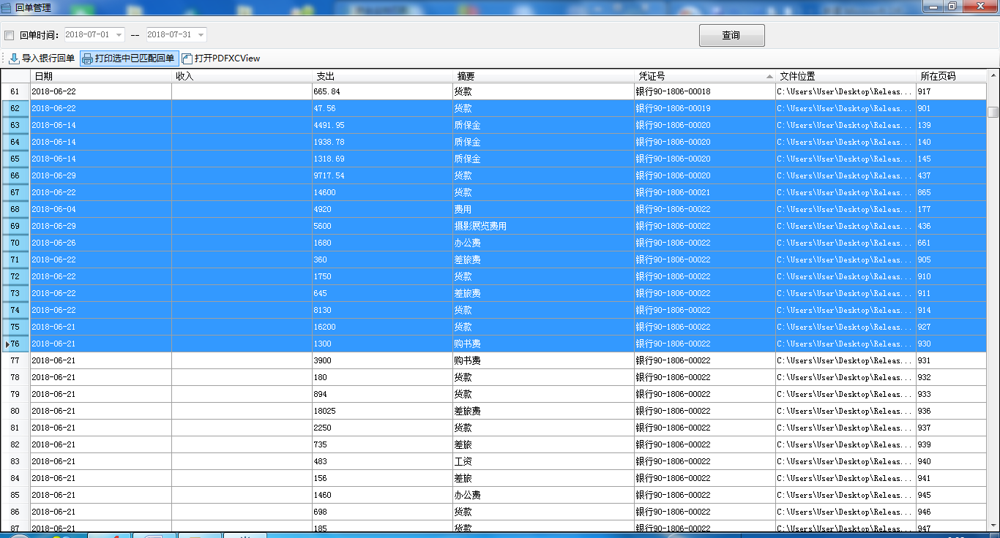 回单管理
回单时间： 2018-07-01 -- 2018-07-31 查询
导入银行回单 打印选中已匹配回单 打开PDFXCView
日期 收入 支出 摘要 凭证号 文件位置 所在页码
61 2018-06-22 665.84 货款 银行90-1806-00018 C:\Users\User\Desktop\Releas... 917
62 2018-06-22 47.56 货款 银行90-1806-00019 C:\Users\User\Desktop\Releas... 901
63 2018-06-14 4491.95 质保金 银行90-1806-00020 C:\Users\User\Desktop\Releas... 139
64 2018-06-14 1938.78 质保金 银行90-1806-00020 C:\Users\User\Desktop\Releas... 140
65 2018-06-14 1318.69 质保金 银行90-1806-00020 C:\Users\User\Desktop\Releas... 145
66 2018-06-29 9717.54 货款 银行90-1806-00020 C:\Users\User\Desktop\Releas... 437
67 2018-06-22 14600 货款 银行90-1806-00021 C:\Users\User\Desktop\Releas... 865
68 2018-06-04 4920 费用 银行90-1806-00022 C:\Users\User\Desktop\Releas... 177
69 2018-06-29 5600 摄影展览费用 银行90-1806-00022 C:\Users\User\Desktop\Releas... 436
70 2018-06-26 1680 办公费 银行90-1806-00022 C:\Users\User\Desktop\Releas... 661
71 2018-06-22 360 差旅费 银行90-1806-00022 C:\Users\User\Desktop\Releas... 905
72 2018-06-22 1750 货款 银行90-1806-00022 C:\Users\User\Desktop\Releas... 910
73 2018-06-22 645 差旅费 银行90-1806-00022 C:\Users\User\Desktop\Releas... 911
74 2018-06-22 8130 货款 银行90-1806-00022 C:\Users\User\Desktop\Releas... 914
75 2018-06-21 16200 货款 银行90-1806-00022 C:\Users\User\Desktop\Releas... 927
76 2018-06-21 1300 购书费 银行90-1806-00022 C:\Users\User\Desktop\Releas... 930
77 2018-06-21 3900 购书费 银行90-1806-00022 C:\Users\User\Desktop\Releas... 931
78 2018-06-21 180 货款 银行90-1806-00022 C:\Users\User\Desktop\Releas... 932
79 2018-06-21 894 货款 银行90-1806-00022 C:\Users\User\Desktop\Releas... 933
80 2018-06-21 18025 差旅费 银行90-1806-00022 C:\Users\User\Desktop\Releas... 936
81 2018-06-21 2250 货款 银行90-1806-00022 C:\Users\User\Desktop\Releas... 937
82 2018-06-21 735 差旅 银行90-1806-00022 C:\Users\User\Desktop\Releas... 939
83 2018-06-21 483 工资 银行90-1806-00022 C:\Users\User\Desktop\Releas... 940
84 2018-06-21 156 差旅 银行90-1806-00022 C:\Users\User\Desktop\Releas... 941
85 2018-06-21 1460 办公费 银行90-1806-00022 C:\Users\User\Desktop\Releas... 945
86 2018-06-21 698 货款 银行90-1806-00022 C:\Users\User\Desktop\Releas... 946
87 2018-06-21 185 货款 银行90-1806-00022 C:\Users\User\Desktop\Releas... 947